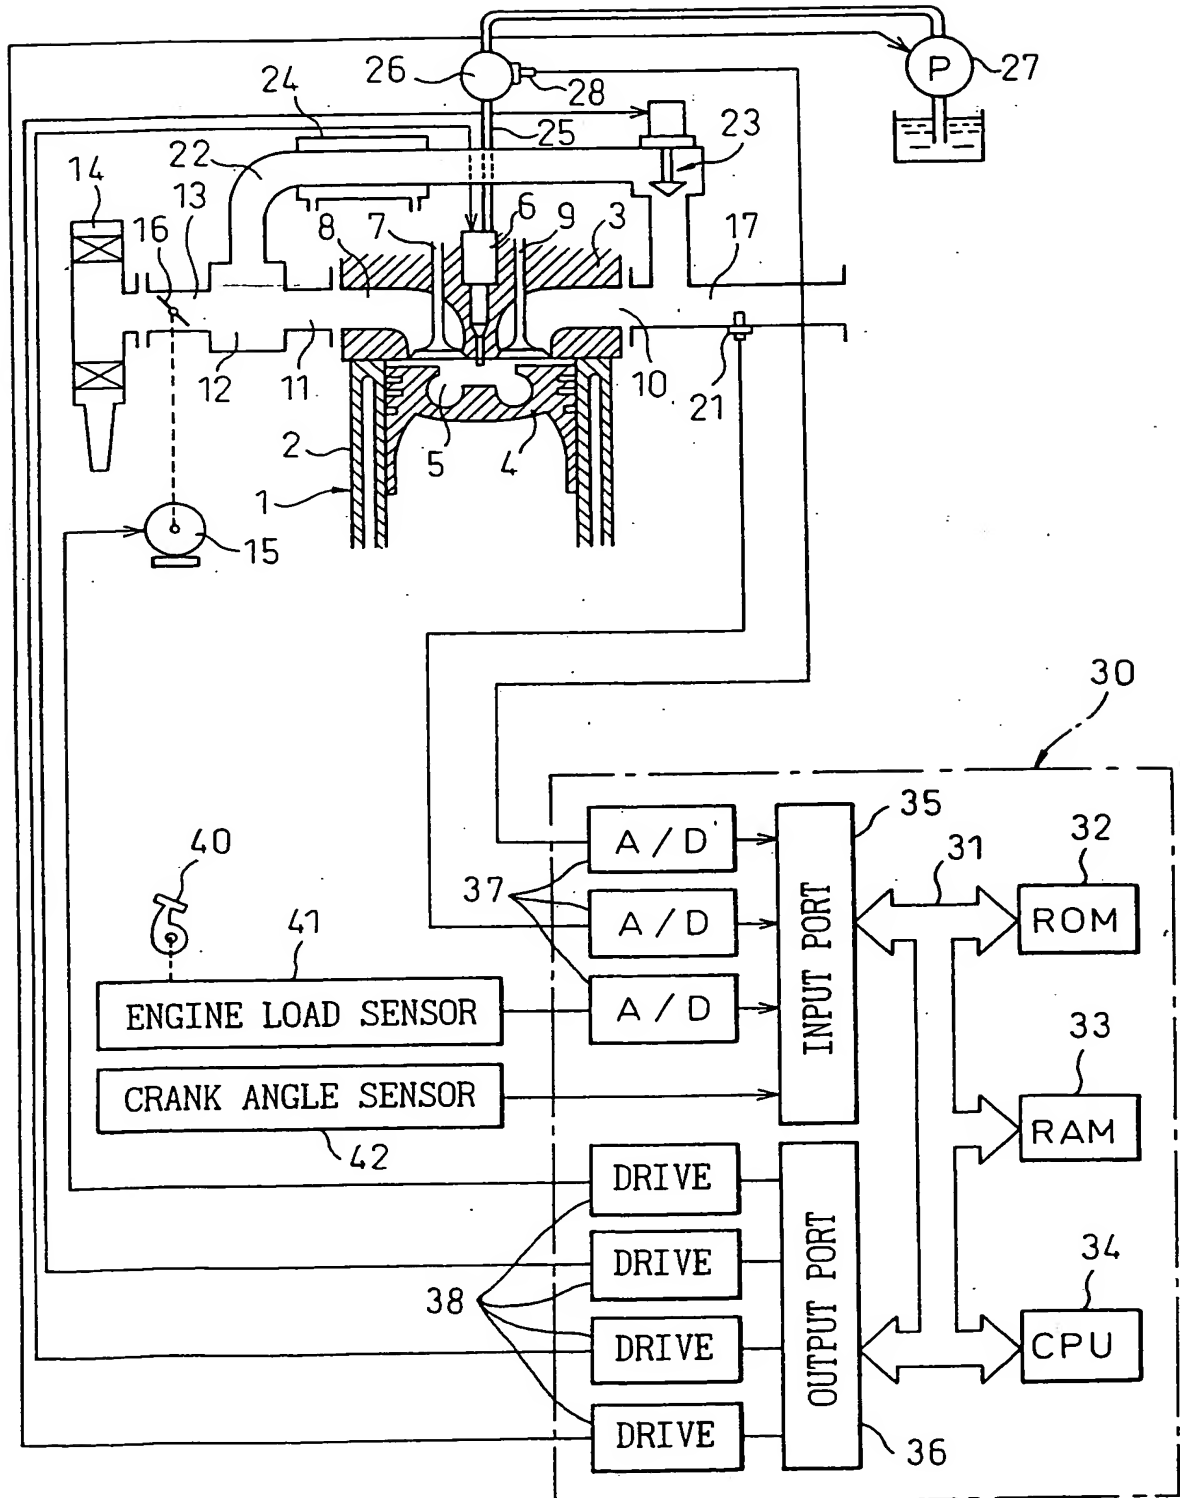 26
P
27
28
24
25
23
22
14
13
6
7
9
3
8
17
16
12
11
10
21
2
5
4
1
15
30
35
A/D
32
31
40
37
INPUT PORT
A/D
ROM
41
A/D
ENGINE LOAD SENSOR
33
CRANK ANGLE SENSOR
RAM
42
DRIVE
OUTPUT PORT
DRIVE
34
38
DRIVE
CPU
DRIVE
36